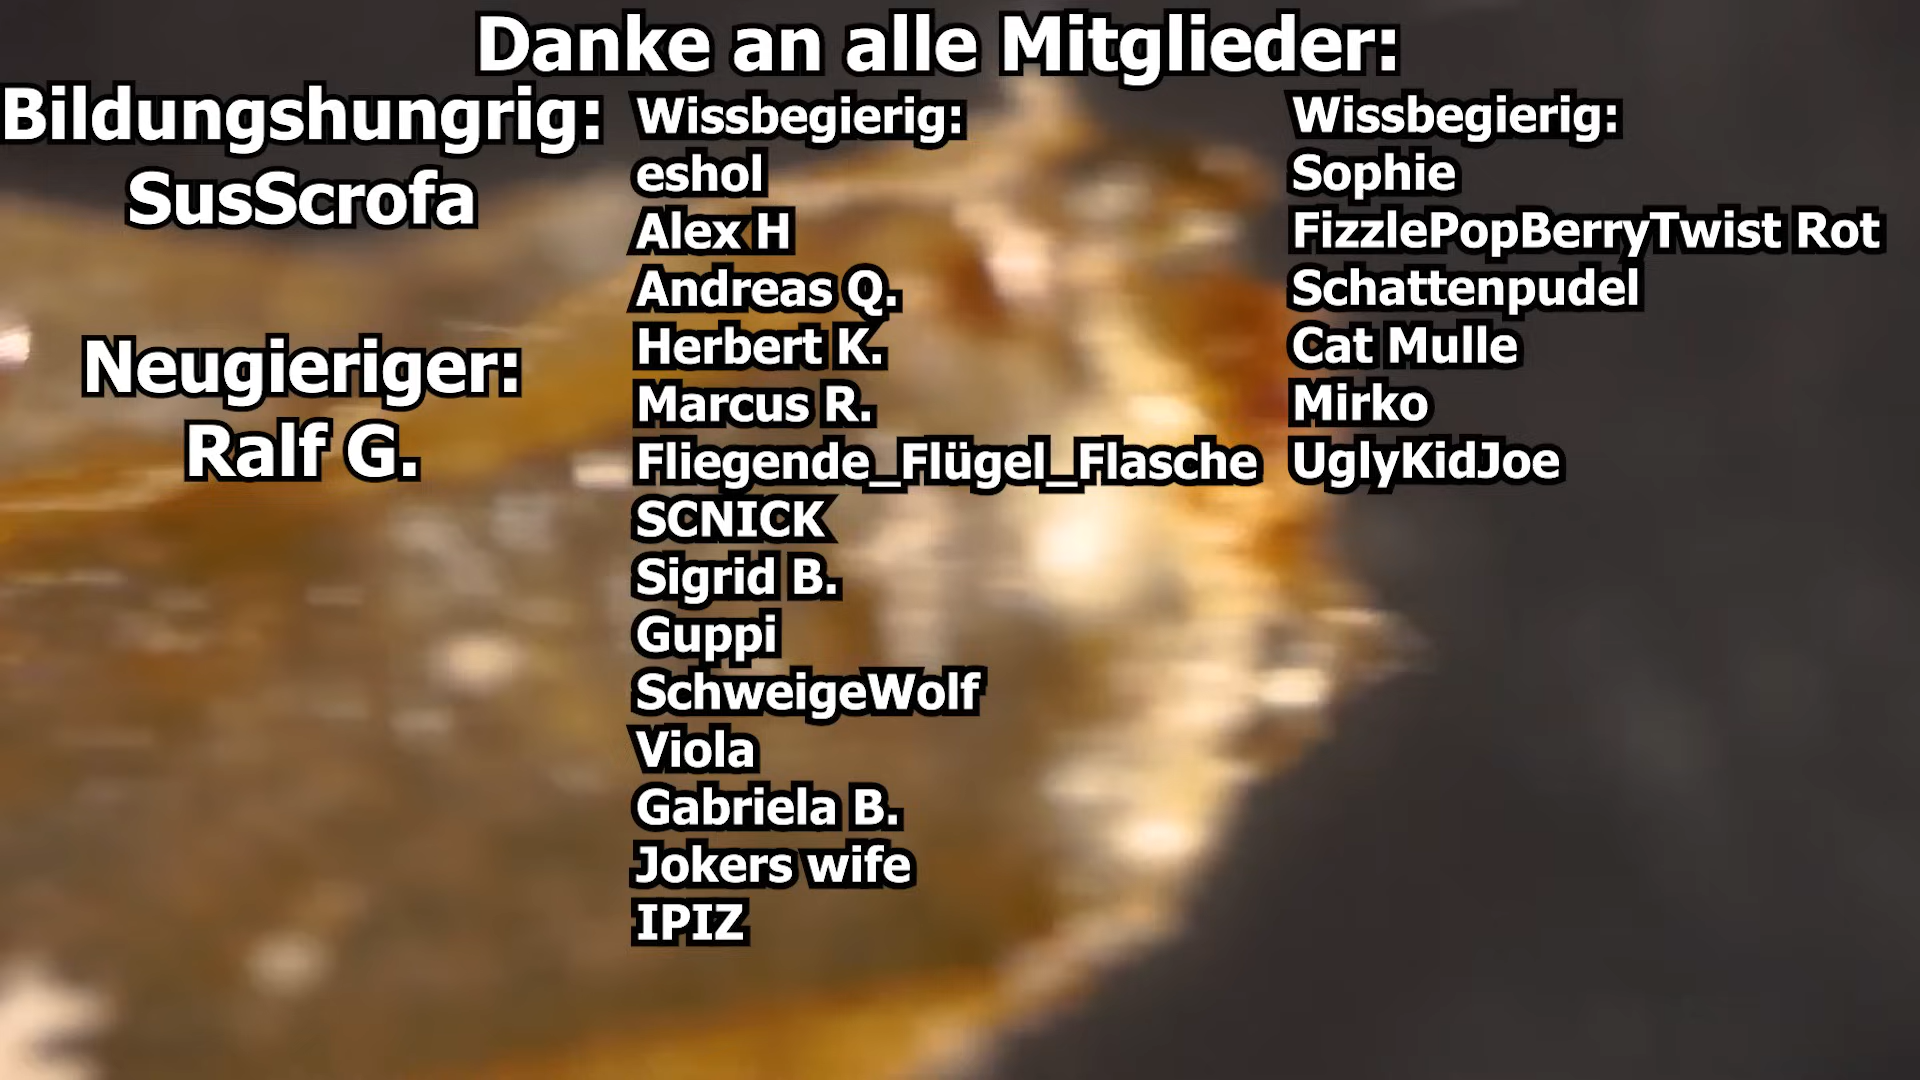 Danke an alle Mitglieder:
Bildungshungrig:
SusScrofa
Neugieriger:
Ralf G.
Wissbegierig:
eshol
Alex H
Andreas Q.
Herbert K.
Marcus R.
Fliegende_Flügel_Flasche
SCNICK
Sigrid B.
Guppi
SchweigeWolf
Viola
Gabriela B.
Jokers wife
IPIZ
Wissbegierig:
Sophie
FizzlePopBerryTwist Rot
Schattenpudel
Cat Mulle
Mirko
UglyKidJoe